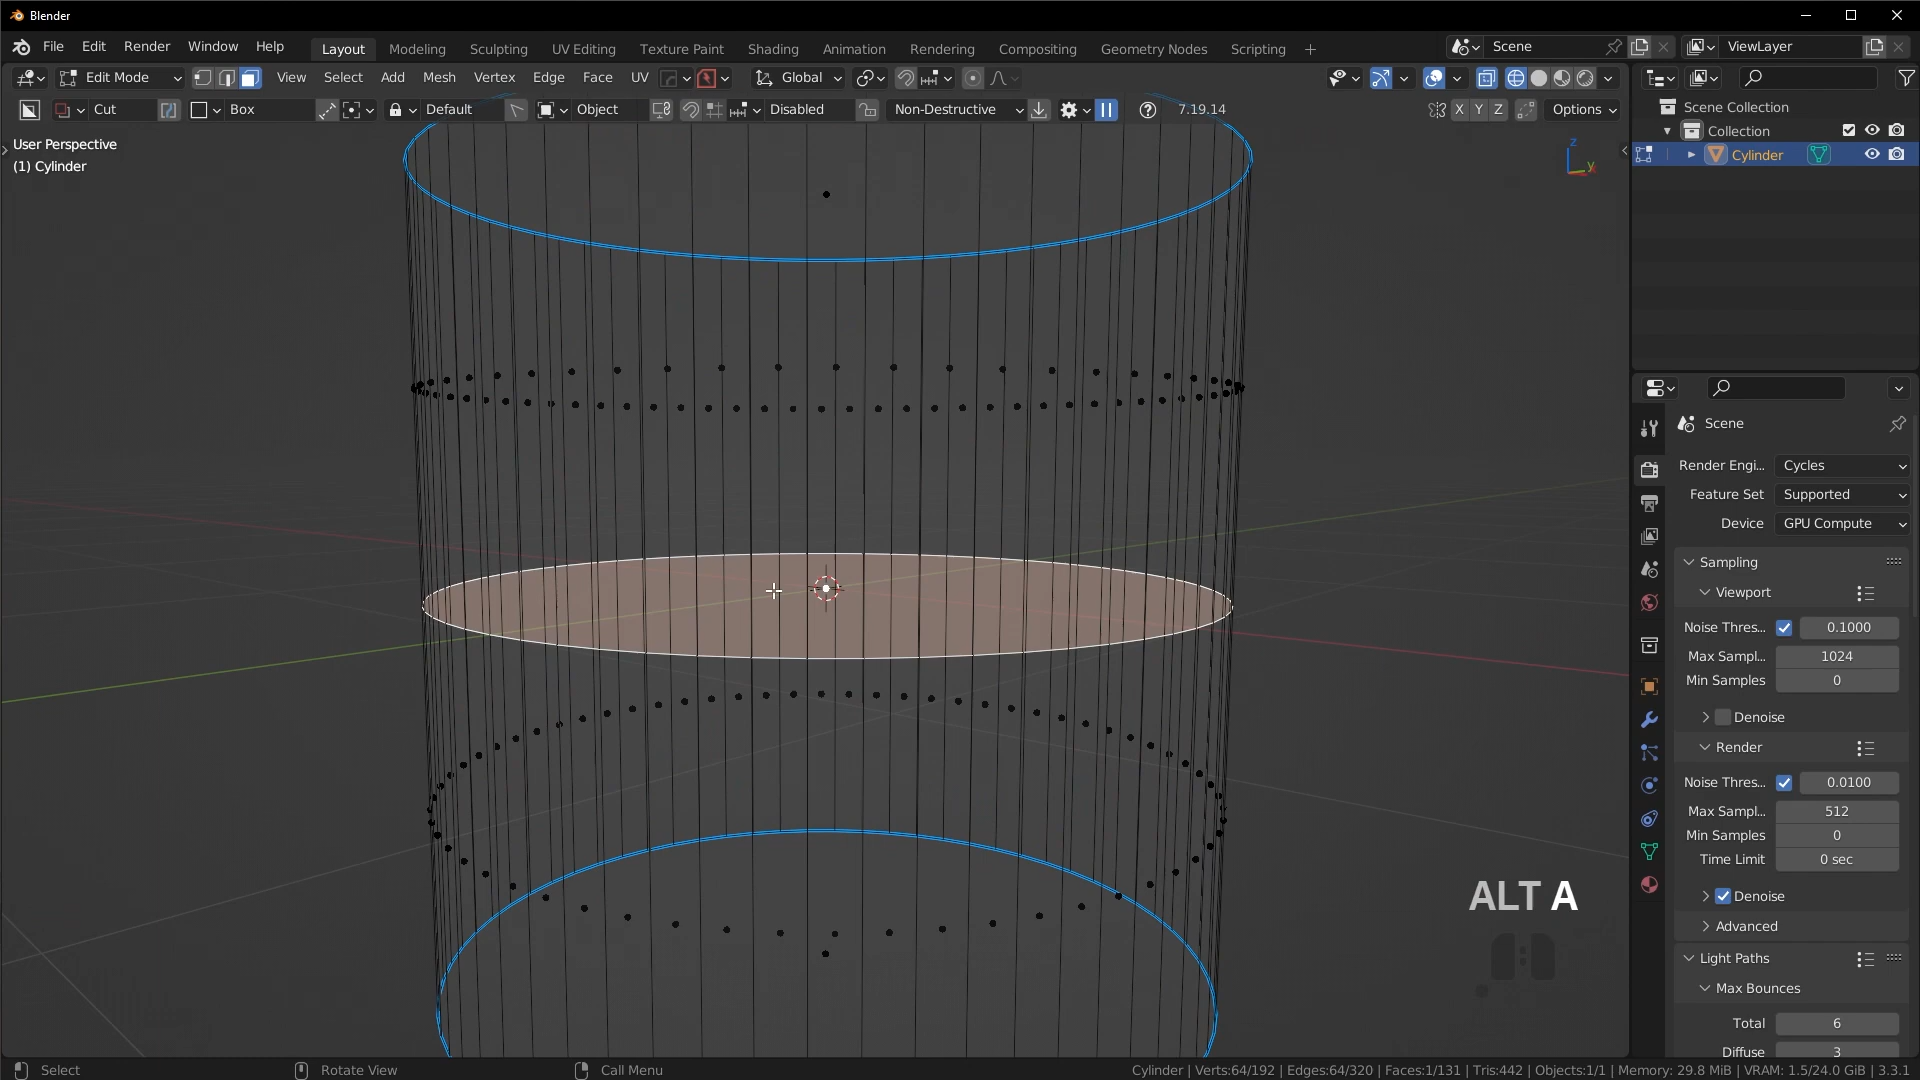 Blender
File Edit Render Window Help Layout Modeling Sculpting UV Editing Texture Paint Shading Animation Rendering Compositing Geometry Nodes Scripting + Scene ViewLayer
Edit Mode View Select Add Mesh Vertex Edge Face UV Global
Cut Box Default Object Disabled Non-Destructive 7.19.14 X Y Z Options
User Perspective
(1) Cylinder
Z
Y
Scene Collection
Collection
Cylinder
Scene
Render Engi... Cycles
Feature Set Supported
Device GPU Compute
Sampling
Viewport
Noise Thres... 0.1000
Max Sampl... 1024
Min Samples 0
Denoise
Render
Noise Thres... 0.0100
Max Sampl... 512
Min Samples 0
Time Limit 0 sec
Denoise
Advanced
Light Paths
Max Bounces
Total 6
Diffuse 3
ALT A
Select Rotate View Call Menu Cylinder | Verts:64/192 | Edges:64/320 | Faces:1/131 | Tris:442 | Objects:1/1 | Memory: 29.8 MiB | VRAM: 1.5/24.0 GiB | 3.3.1